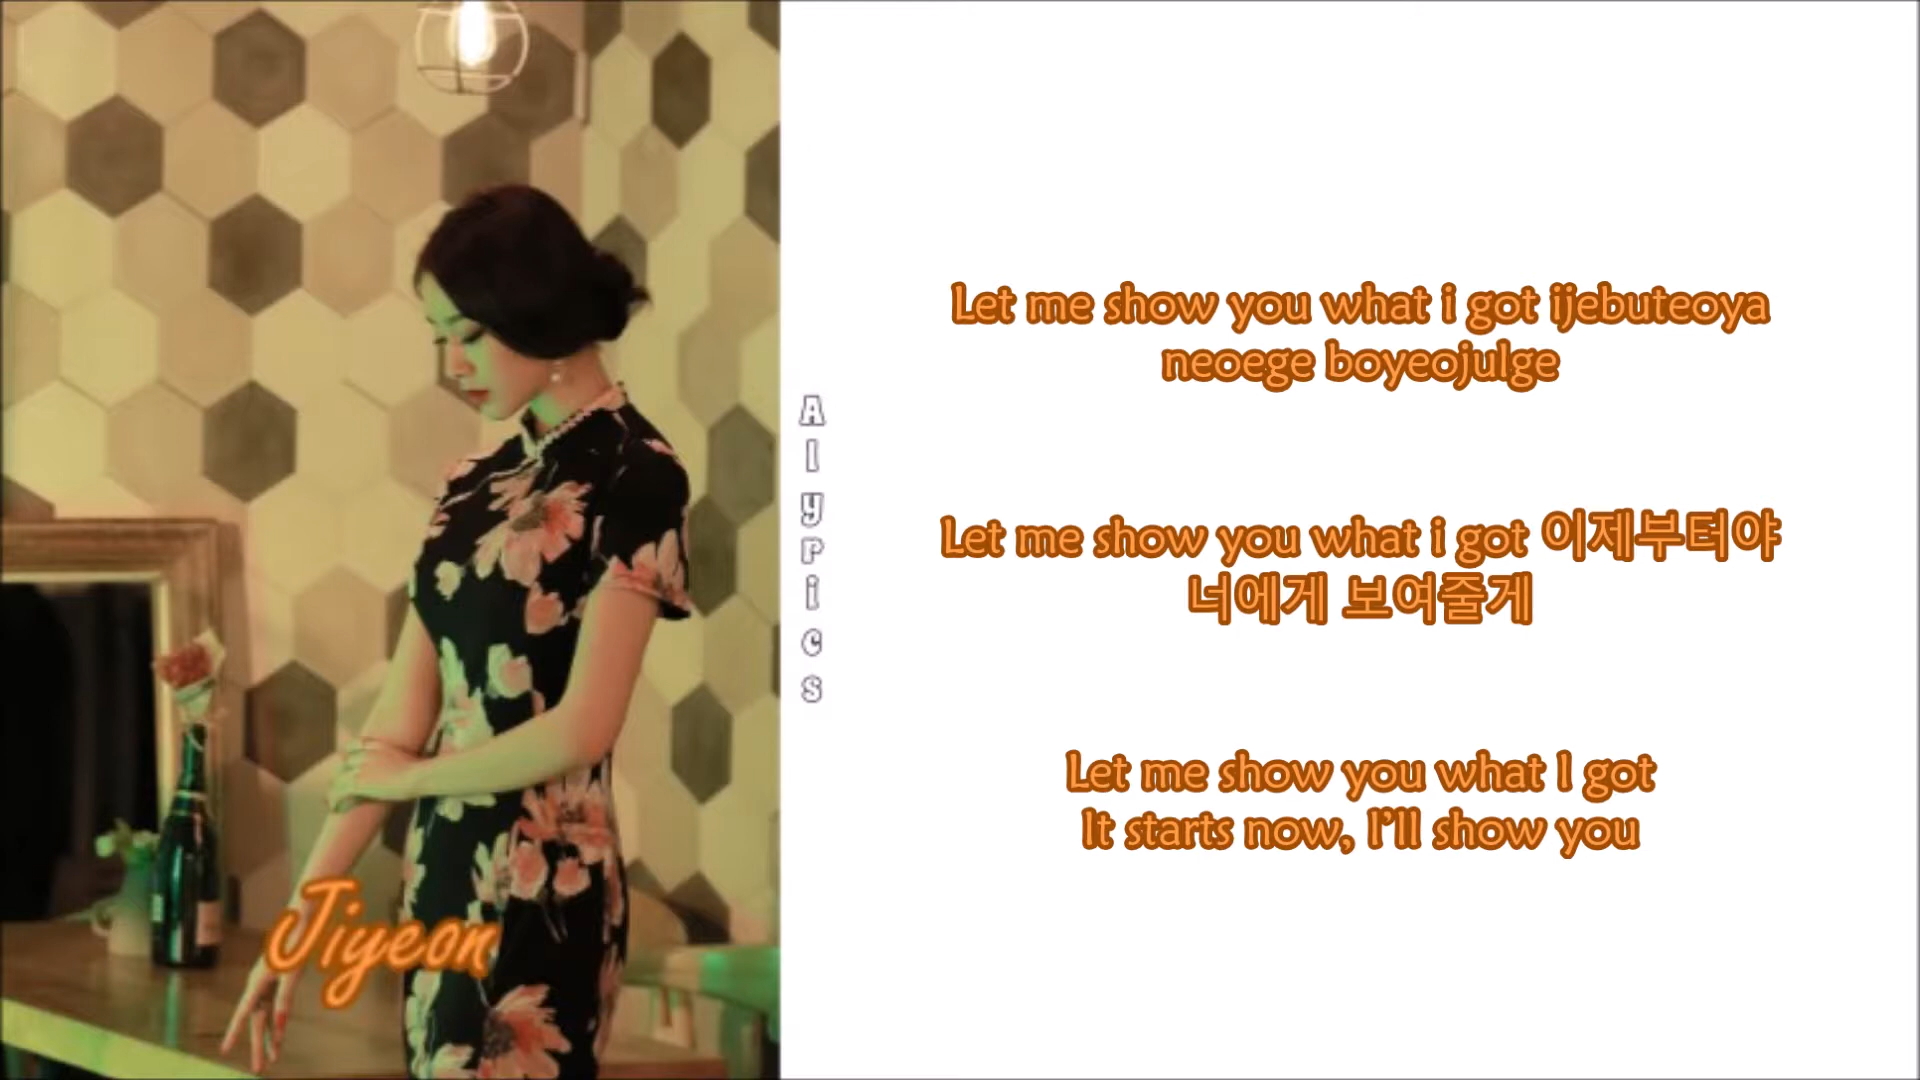 Jiyeon
AlyPics
Let me show you what i got ijebuteoya
neoege boyeojulge
Let me show you what i got 이제부터야
너에게 보여줄게
Let me show you what I got
It starts now, I'll show you